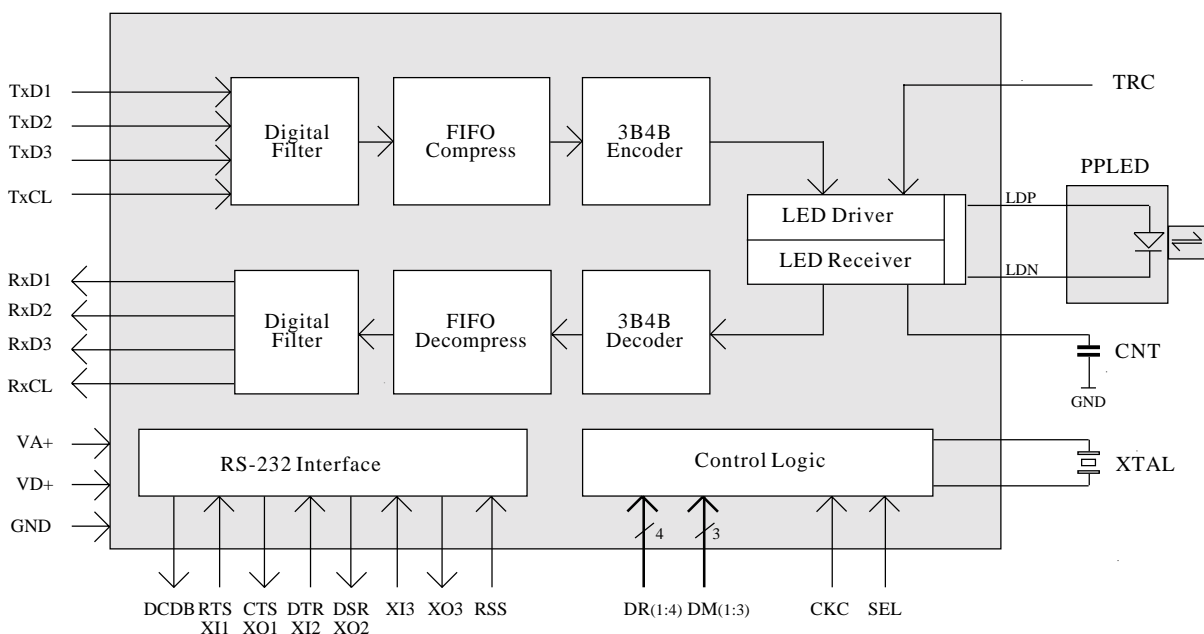 TxD1
TxD2
TxD3
TxCL
Digital
Filter
FIFO
Compress
3B4B
Encoder
TRC
PPLED
LED Driver
LED Receiver
LDP
LDN
RxD1
RxD2
RxD3
RxCL
Digital
Filter
FIFO
Decompress
3B4B
Decoder
CNT
GND
VA+
VD+
GND
RS-232 Interface
Control Logic
XTAL
4
3
DCDB
RTS
XI1
CTS
XO1
DTR
XI2
DSR
XO2
XI3
XO3
RSS
DR(1:4)
DM(1:3)
CKC
SEL